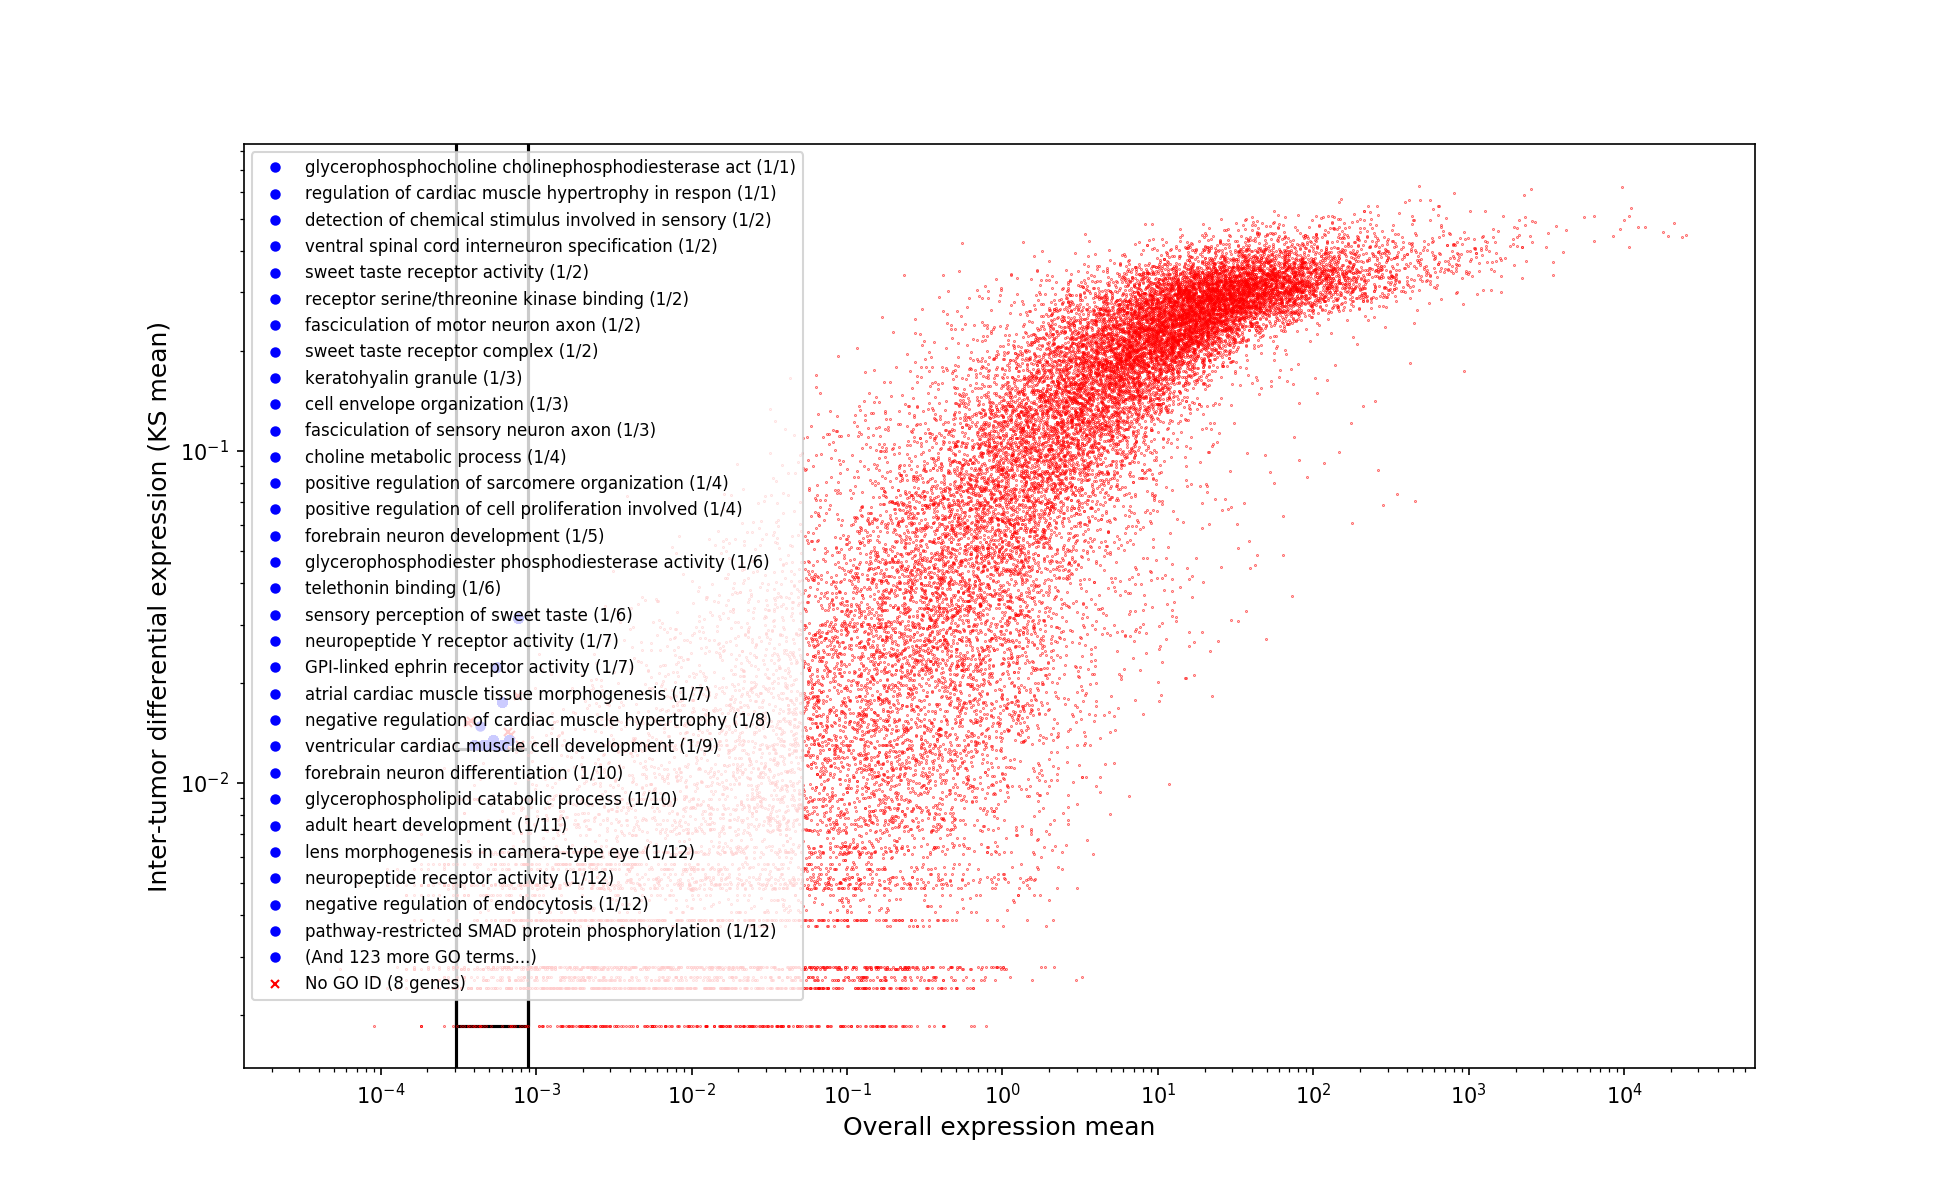 glycerophosphocholine cholinephosphodiesterase act (1/1)
regulation of cardiac muscle hypertrophy in respon (1/1)
detection of chemical stimulus involved in sensory (1/2)
ventral spinal cord interneuron specification (1/2)
sweet taste receptor activity (1/2)
receptor serine/threonine kinase binding (1/2)
fasciculation of motor neuron axon (1/2)
sweet taste receptor complex (1/2)
keratohyalin granule (1/3)
cell envelope organization (1/3)
fasciculation of sensory neuron axon (1/3)
choline metabolic process (1/4)
positive regulation of sarcomere organization (1/4)
positive regulation of cell proliferation involved (1/4)
forebrain neuron development (1/5)
glycerophosphodiester phosphodiesterase activity (1/6)
telethonin binding (1/6)
sensory perception of sweet taste (1/6)
neuropeptide Y receptor activity (1/7)
GPI-linked ephrin receptor activity (1/7)
atrial cardiac muscle tissue morphogenesis (1/7)
negative regulation of cardiac muscle hypertrophy (1/8)
ventricular cardiac muscle cell development (1/9)
forebrain neuron differentiation (1/10)
glycerophospholipid catabolic process (1/10)
adult heart development (1/11)
lens morphogenesis in camera-type eye (1/12)
neuropeptide receptor activity (1/12)
negative regulation of endocytosis (1/12)
pathway-restricted SMAD protein phosphorylation (1/12)
(And 123 more GO terms...)
No GO ID (8 genes)
Inter-tumor differential expression (KS mean)
10⁻¹
10⁻²
10⁻⁴ 10⁻³ 10⁻² 10⁻¹ 10⁰ 10¹ 10² 10³ 10⁴
Overall expression mean